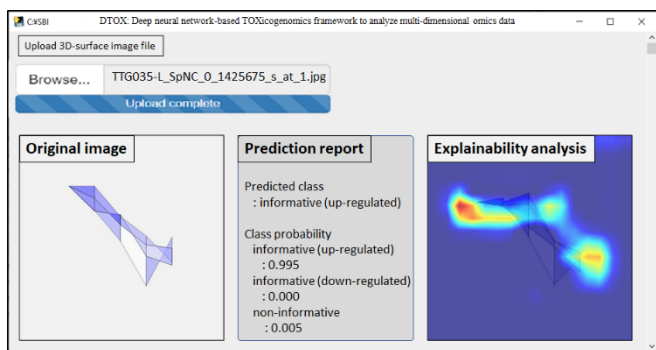 C:¥SBI
DTOX: Deep neural network-based TOXicogenomics framework to analyze multi-dimensional omics data
Upload 3D-surface image file
Browse...
TTG035-L_SpNC_0_1425675_s_at_1.jpg
Upload complete
Original image
Prediction report
Predicted class
: informative (up-regulated)
Class probability
informative (up-regulated)
: 0.995
informative (down-regulated)
: 0.000
non-informative
: 0.005
Explainability analysis